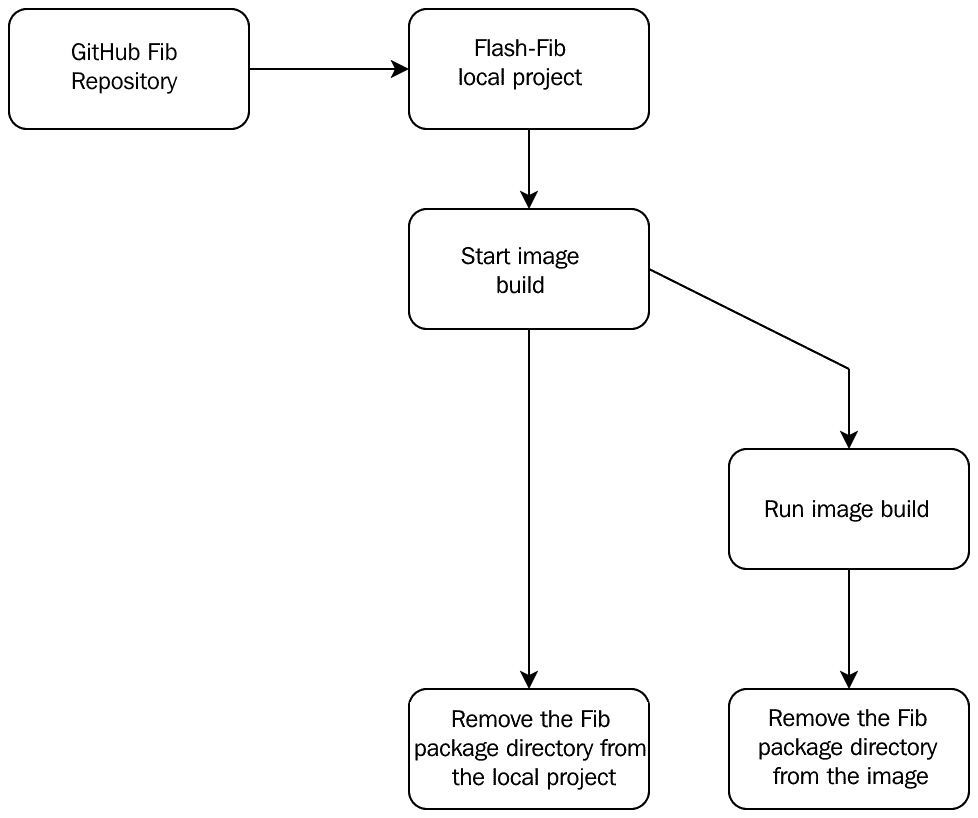 GitHub Fib
Repository
Flash-Fib
local project
Start image
build
Run image build
Remove the Fib
package directory from
the local project
Remove the Fib
package directory
from the image